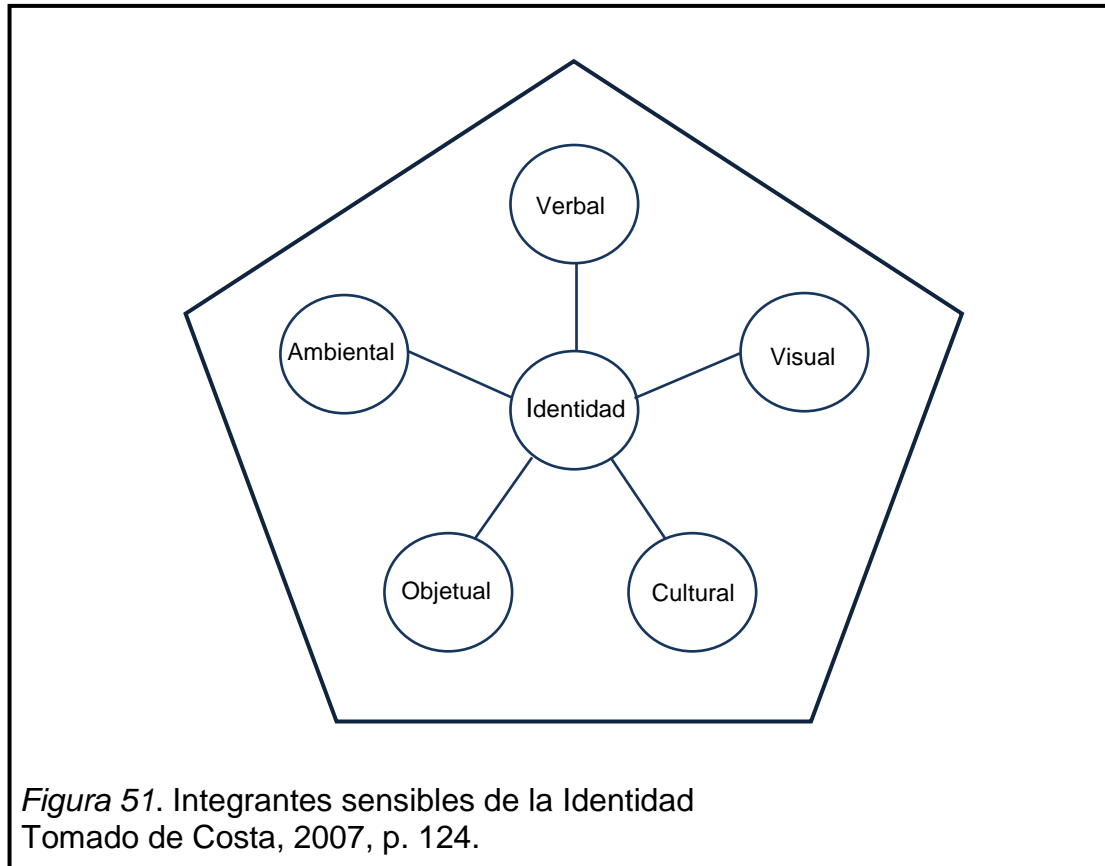 Verbal
Ambiental
Visual
Identidad
Objetual
Cultural
Figura 51. Integrantes sensibles de la Identidad
Tomado de Costa, 2007, p. 124.